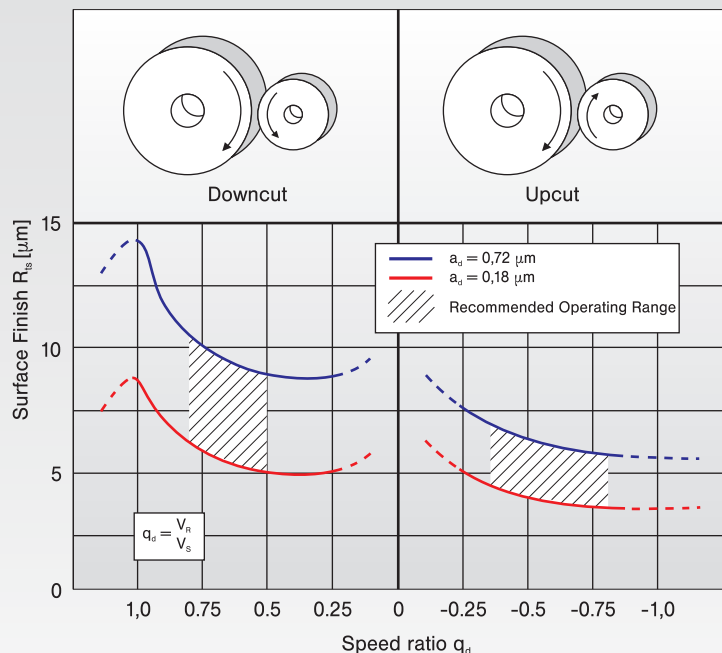 Downcut
Upcut
Surface Finish R_ts [μm]
15
10
5
0
a_d = 0,72 μm
a_d = 0,18 μm
Recommended Operating Range
q_d = V_R / V_S
1,0 0.75 0.5 0.25 0 -0.25 -0.5 -0.75 -1,0
Speed ratio q_d